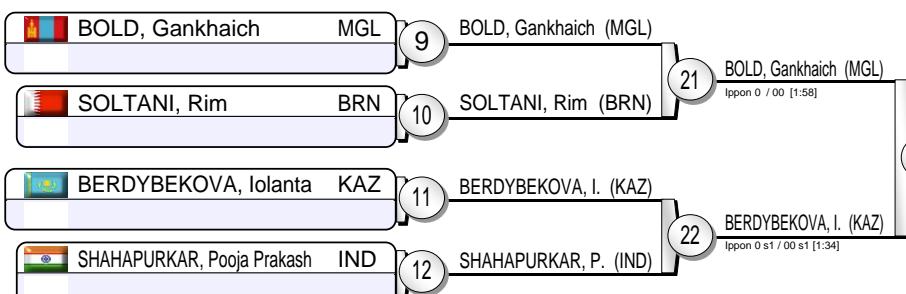 BOLD, Gankhaich MGL
9
BOLD, Gankhaich (MGL)
21
BOLD, Gankhaich (MGL)
Ippon 0 / 00 [1:58]
SOLTANI, Rim BRN
10
SOLTANI, Rim (BRN)
BERDYBEKOVA, Iolanta KAZ
11
BERDYBEKOVA, I. (KAZ)
22
BERDYBEKOVA, I. (KAZ)
Ippon 0 s1 / 00 s1 [1:34]
SHAHAPURKAR, Pooja Prakash IND
12
SHAHAPURKAR, P. (IND)